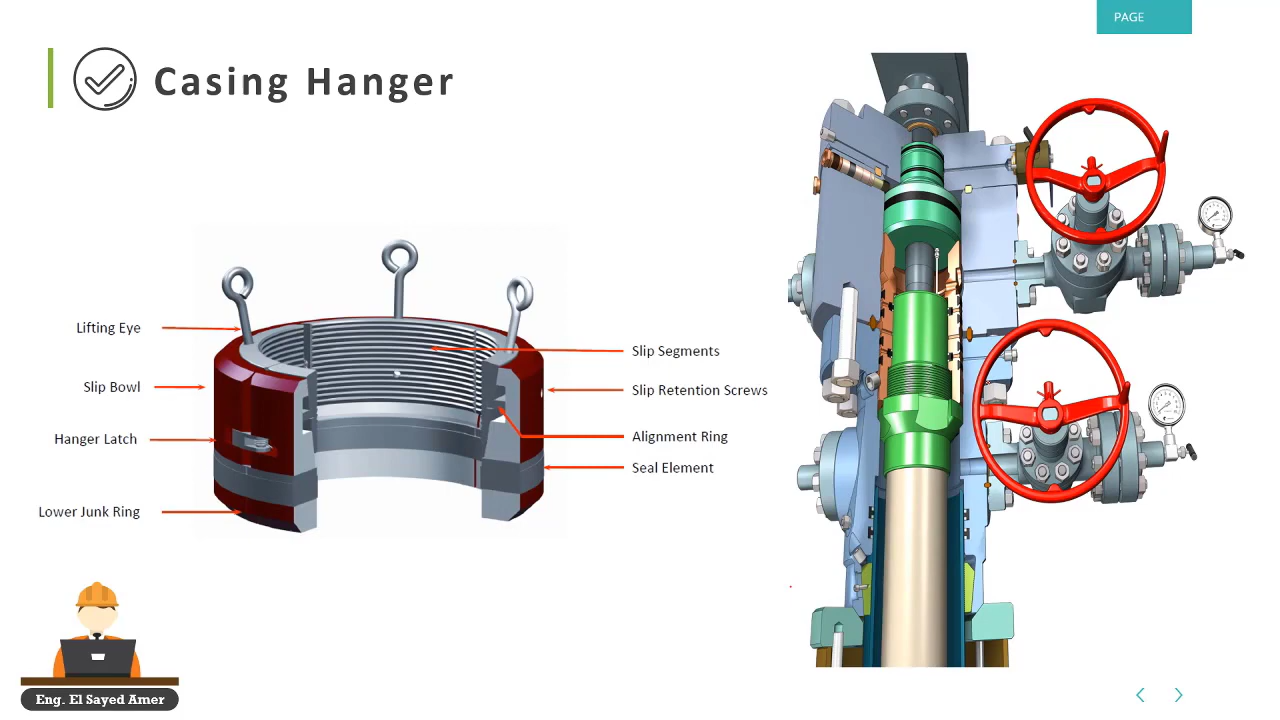 PAGE
Casing Hanger
Lifting Eye
Slip Bowl
Hanger Latch
Lower Junk Ring
Slip Segments
Slip Retention Screws
Alignment Ring
Seal Element
Eng. El Sayed Amer